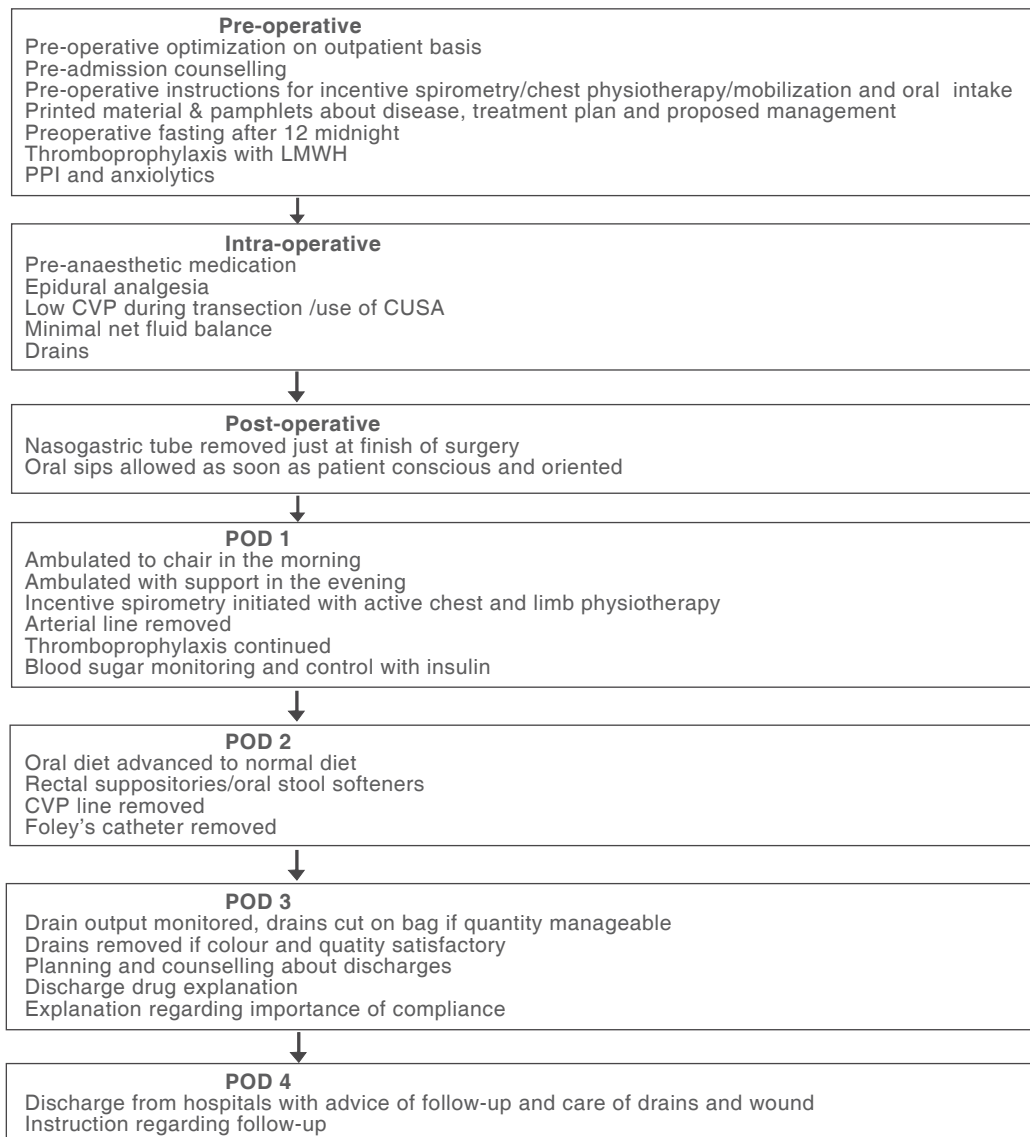 Pre-operative
Pre-operative optimization on outpatient basis
Pre-admission counselling
Pre-operative instructions for incentive spirometry/chest physiotherapy/mobilization and oral intake
Printed material & pamphlets about disease, treatment plan and proposed management
Preoperative fasting after 12 midnight
Thromboprophylaxis with LMWH
PPI and anxiolytics
Intra-operative
Pre-anaesthetic medication
Epidural analgesia
Low CVP during transection /use of CUSA
Minimal net fluid balance
Drains
Post-operative
Nasogastric tube removed just at finish of surgery
Oral sips allowed as soon as patient conscious and oriented
POD 1
Ambulated to chair in the morning
Ambulated with support in the evening
Incentive spirometry initiated with active chest and limb physiotherapy
Arterial line removed
Thromboprophylaxis continued
Blood sugar monitoring and control with insulin
POD 2
Oral diet advanced to normal diet
Rectal suppositories/oral stool softeners
CVP line removed
Foley’s catheter removed
POD 3
Drain output monitored, drains cut on bag if quantity manageable
Drains removed if colour and quatity satisfactory
Planning and counselling about discharges
Discharge drug explanation
Explanation regarding importance of compliance
POD 4
Discharge from hospitals with advice of follow-up and care of drains and wound
Instruction regarding follow-up